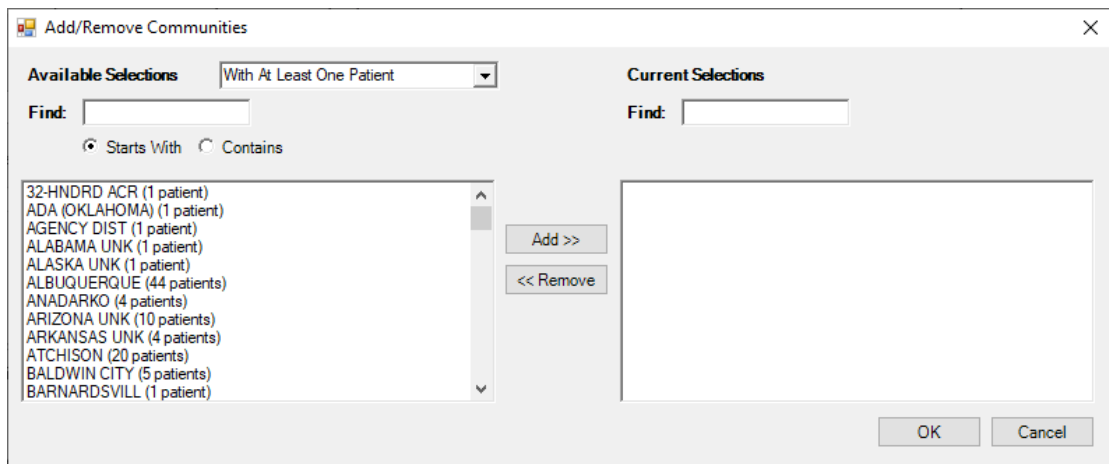 Add/Remove Communities
Available Selections With At Least One Patient Current Selections
Find: Find:
Starts With Contains
32-HNDRD ACR (1 patient)
ADA (OKLAHOMA) (1 patient)
AGENCY DIST (1 patient)
ALABAMA UNK (1 patient)
ALASKA UNK (1 patient)
ALBUQUERQUE (44 patients)
ANADARKO (4 patients)
ARIZONA UNK (10 patients)
ARKANSAS UNK (4 patients)
ATCHISON (20 patients)
BALDWIN CITY (5 patients)
BARNARDSVILL (1 patient)
Add >>
<< Remove
OK Cancel